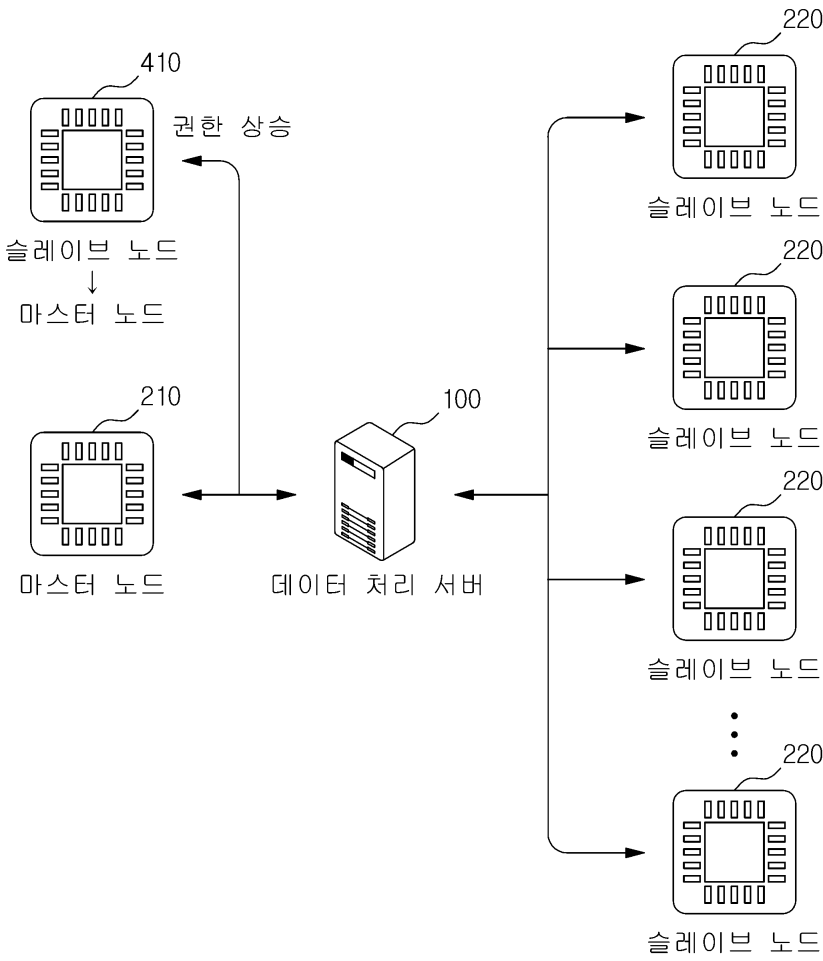 410
권한 상승
슬레이브 노드
↓
마스터 노드
210
마스터 노드
100
데이터 처리 서버
220
슬레이브 노드
220
슬레이브 노드
220
슬레이브 노드
220
슬레이브 노드